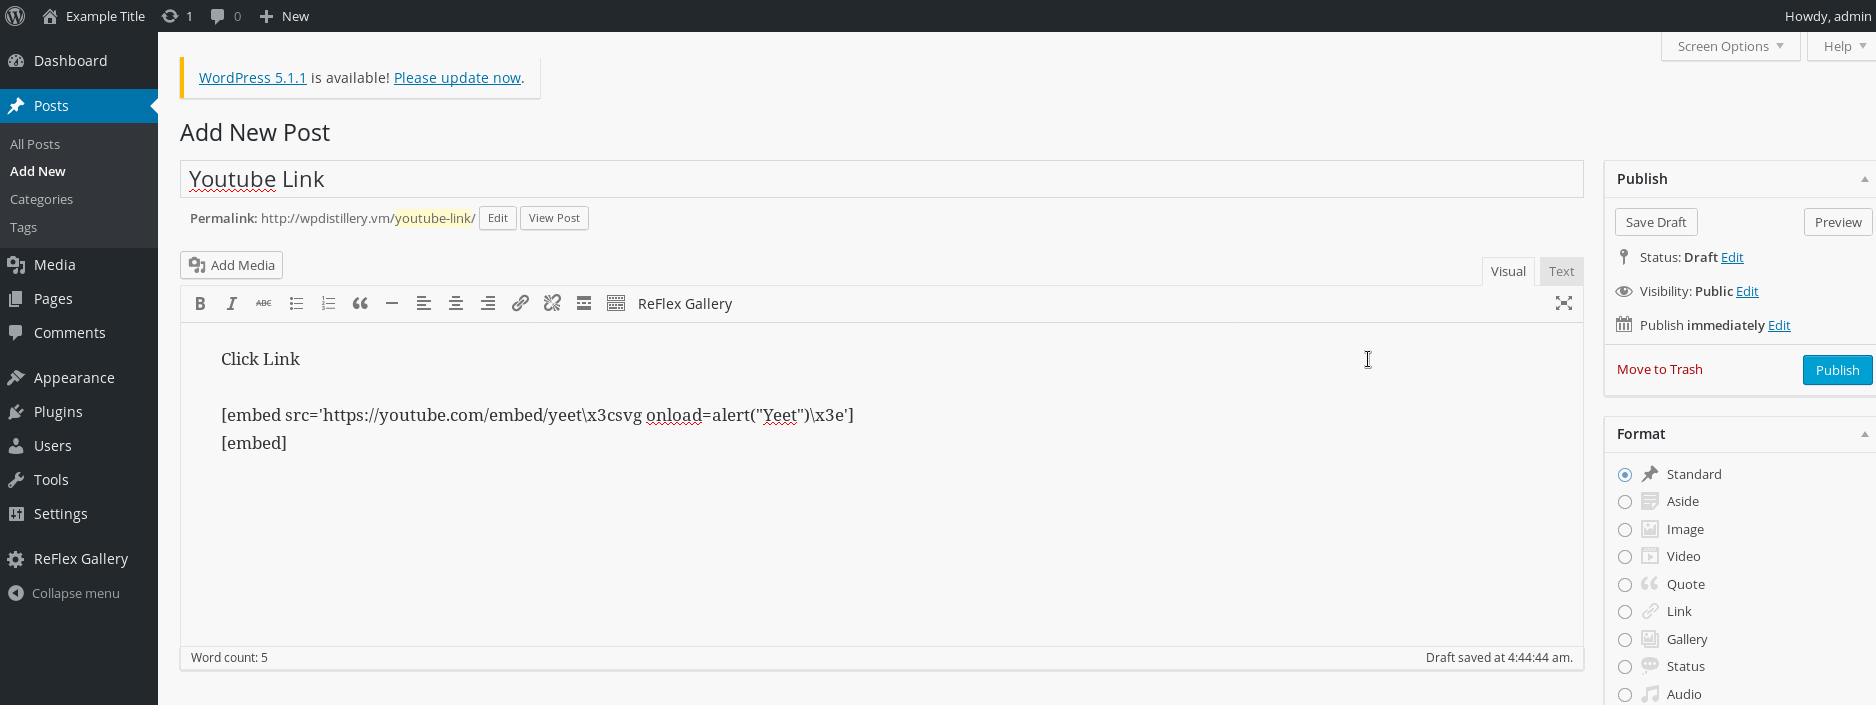 Example Title 1 0 New Howdy, admin
Screen Options Help
Dashboard
Posts
All Posts
Add New
Categories
Tags
Media
Pages
Comments
Appearance
Plugins
Users
Tools
Settings
ReFlex Gallery
Collapse menu
WordPress 5.1.1 is available! Please update now.
Add New Post
Youtube Link
Permalink: http://wpdistillery.vm/youtube-link/ Edit View Post
Add Media
Visual Text
B I ABC ReFlex Gallery
Click Link
[embed src='https://youtube.com/embed/yeet\x3csvg onload=alert("Yeet")\x3e']
[embed]
Word count: 5 Draft saved at 4:44:44 am.
Publish
Save Draft Preview
Status: Draft Edit
Visibility: Public Edit
Publish immediately Edit
Move to Trash Publish
Format
Standard
Aside
Image
Video
Quote
Link
Gallery
Status
Audio